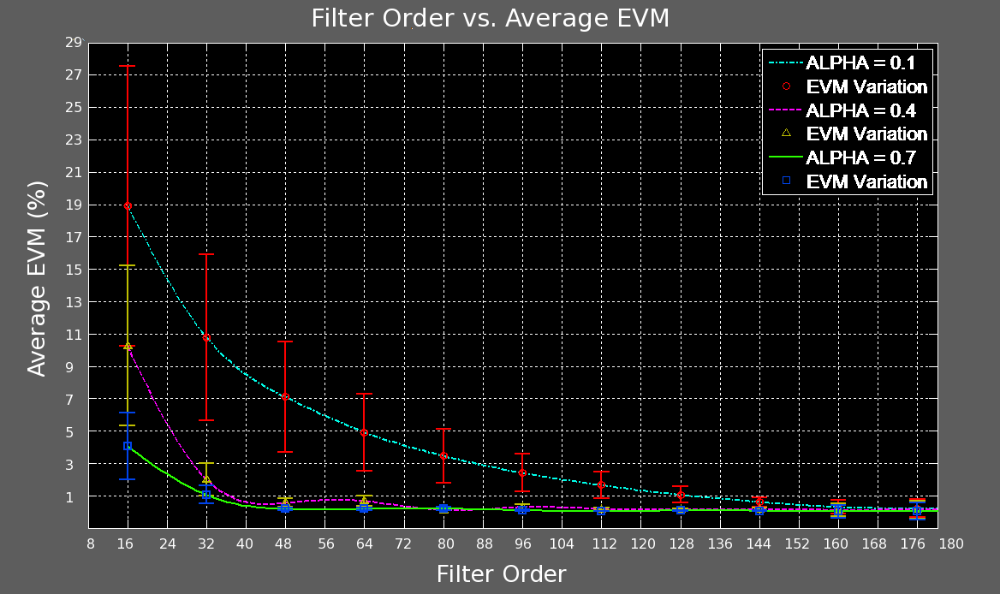 Filter Order vs. Average EVM
29
27
25
23
21
19
17
15
13
11
9
7
5
3
1
Average EVM (%)
ALPHA = 0.1
EVM Variation
ALPHA = 0.4
EVM Variation
ALPHA = 0.7
EVM Variation
8 16 24 32 40 48 56 64 72 80 88 96 104 112 120 128 136 144 152 160 168 176 180
Filter Order